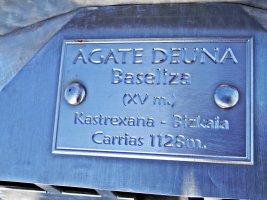 AGATE DEUNA
Baseliza
(XV m.)
Kastrexana - Bizkaia
Carrias 1128m.